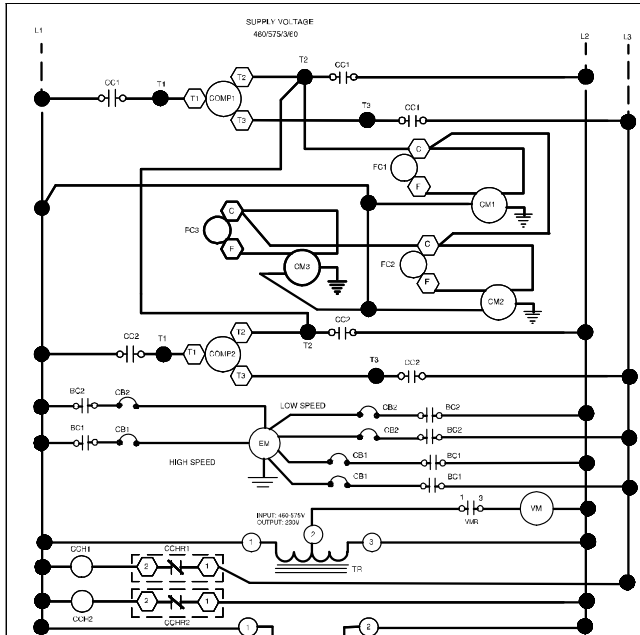 SUPPLY VOLTAGE
460/575/3/60
L1
L2
L3
CC1
T1
T1
COMP1
T2
T3
T2
CC1
T3
CC1
C
FC1
F
CM1
C
FC3
F
CM3
C
FC2
F
CM2
CC2
T1
T1
COMP2
T2
T3
T2
CC2
T3
CC2
BC2
CB2
LOW SPEED
CB2
BC2
BC1
CB1
EM
CB2
BC2
HIGH SPEED
CB1
BC1
CB1
BC1
INPUT: 460-575V
OUTPUT: 230V
1
2
3
1
3
VMR
VM
TR
CCH1
CCHR1
2
1
CCH2
2
1
CCHR2
1
2